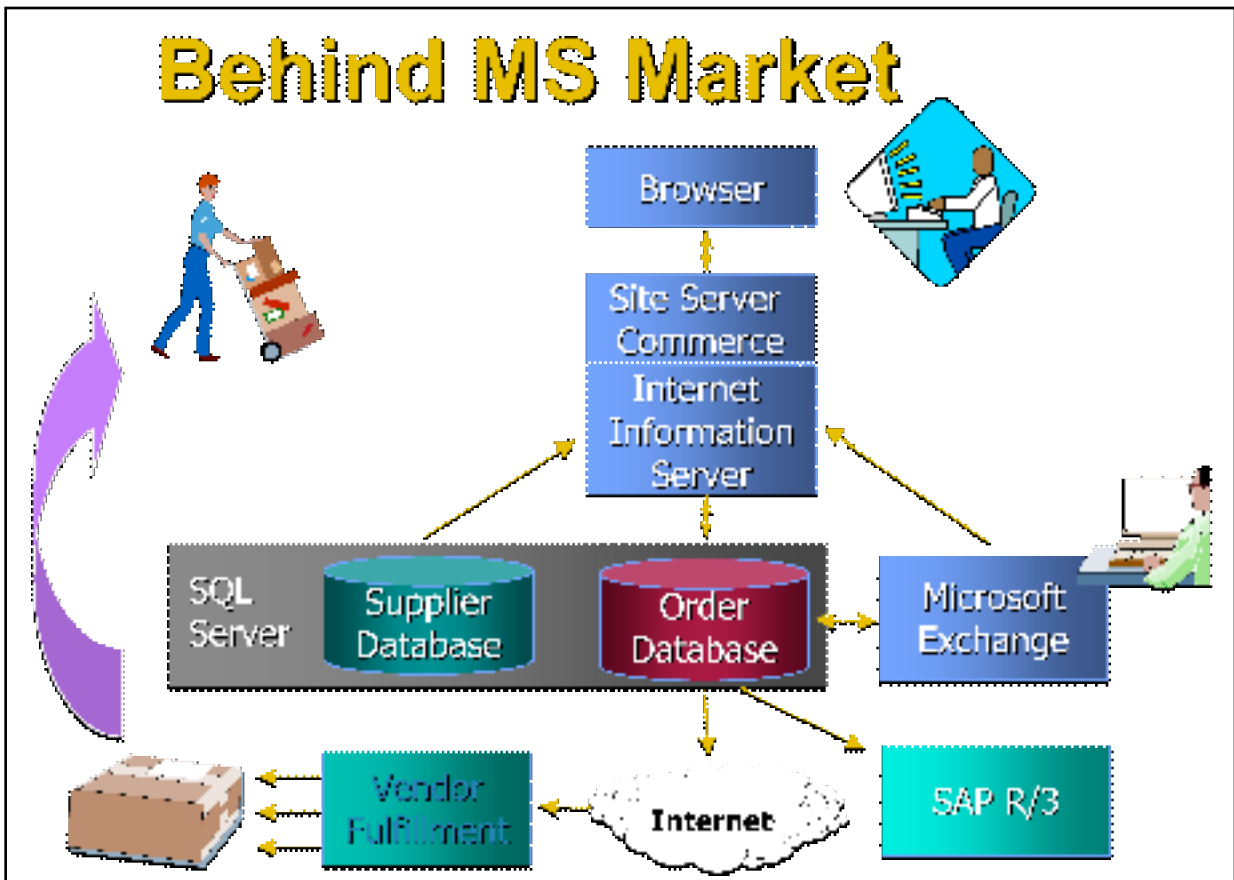 Behind MS Market
Browser
Site Server
Commerce
Internet
Information
Server
SQL
Server
Supplier
Database
Order
Database
Microsoft
Exchange
Vendor
Fulfillment
Internet
SAP R/3